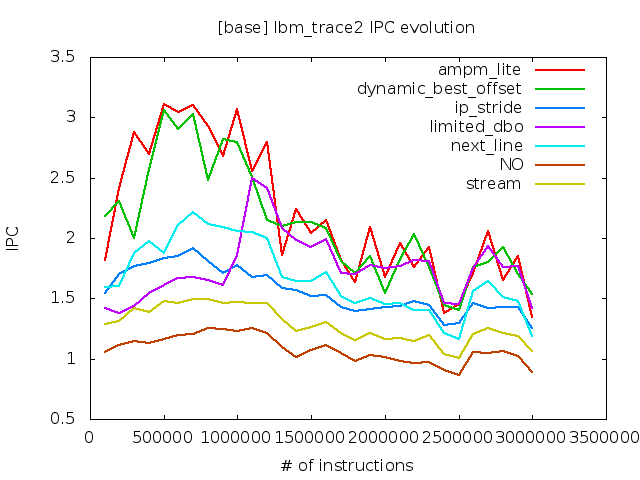 [base] lbm_trace2 IPC evolution
3.5
3
2.5
2
1.5
1
0.5
IPC
ampm_lite
dynamic_best_offset
ip_stride
limited_dbo
next_line
NO
stream
0 500000 1000000 1500000 2000000 2500000 3000000 3500000
# of instructions